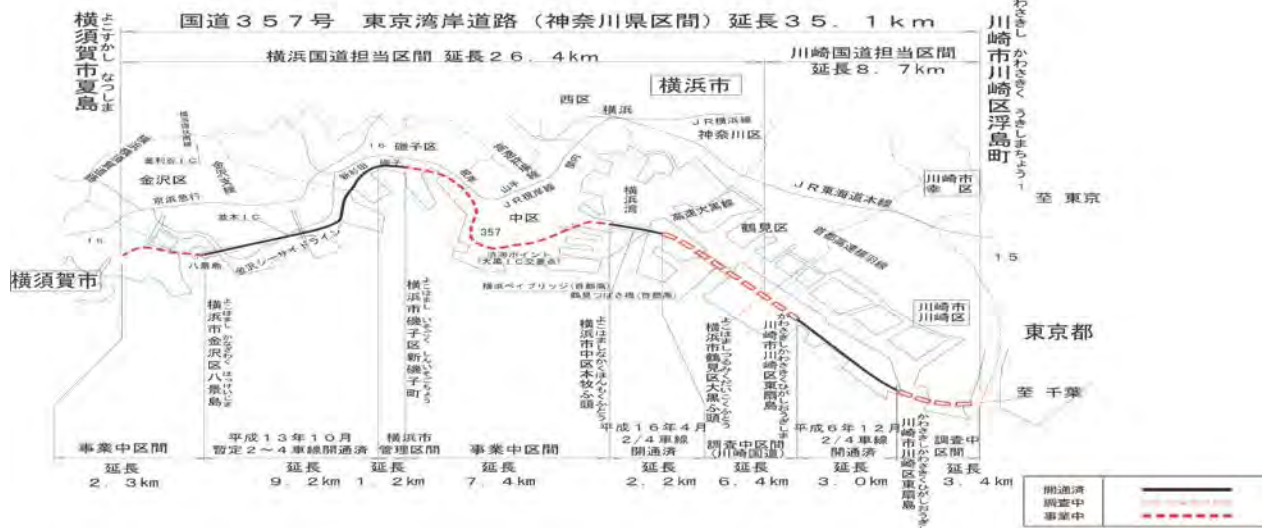 国道357号 東京湾岸道路（神奈川県区間）延長35.1km
横浜国道担当区間 延長26.4km
川崎国道担当区間
延長8.7km
よこすかし なつしま
横須賀市夏島
かわさきし かわさきく うきしまちょう
川崎市川崎区浮島町
横浜市
西区
横浜
JR横浜線
神奈川区
16
磯子区
新杉田
磯子
山手
JR根岸線
中区
357
金沢区
京浜急行
並木IC
16
八景島
金沢シーサイドライン
横須賀市
横浜湾
高速大黒線
鶴見区
JR東海道本線
首都高速横羽線
川崎市
幸区
1
至 東京
15
川崎市
川崎区
東京都
至 千葉
(大黒IC交差点)
横浜ベイブリッジ(首都高)
鶴見つばさ橋(首都高)
よこはまし かなざわく はっけいじま
横浜市金沢区八景島
よこはまし いそごく しんいそごちょう
横浜市磯子区新磯子町
よこはましなかくほんもくふとう
横浜市中区本牧ふ頭
よこはましつるみくだいこくふとう
横浜市鶴見区大黒ふ頭
かわさきしかわさきくひがしおうぎしま
川崎市川崎区東扇島
かわさきしかわさきくひがしおうぎ
川崎市川崎区東扇島
事業中区間
延長
2.3km
平成13年10月
暫定2～4車線開通済
延長
9.2km
横浜市
管理区間
延長
1.2km
事業中区間
延長
7.4km
平成16年4月
2/4車線
開通済
延長
2.2km
調査中区間
(川崎国道)
延長
6.4km
平成6年12月
2/4車線
開通済
延長
3.0km
調査中
区間
延長
3.4km
開通済
調査中
事業中